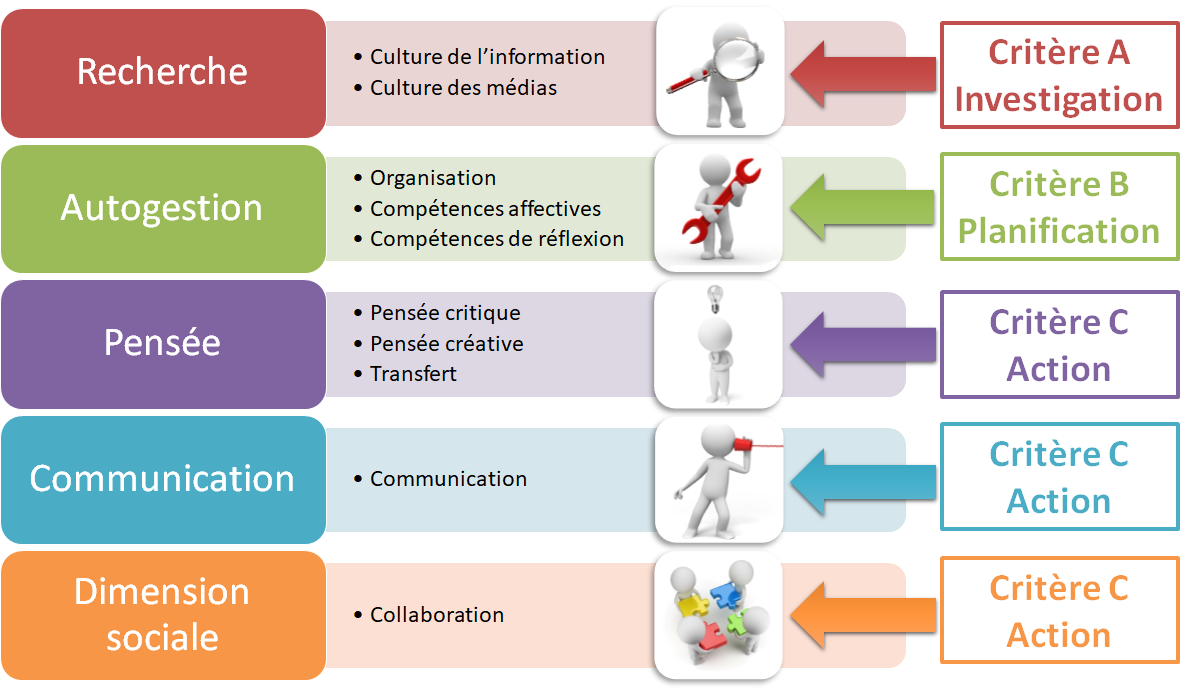 Recherche
• Culture de l’information
• Culture des médias
Critère A
Investigation
Autogestion
• Organisation
• Compétences affectives
• Compétences de réflexion
Critère B
Planification
Pensée
• Pensée critique
• Pensée créative
• Transfert
Critère C
Action
Communication
• Communication
Critère C
Action
Dimension
sociale
• Collaboration
Critère C
Action